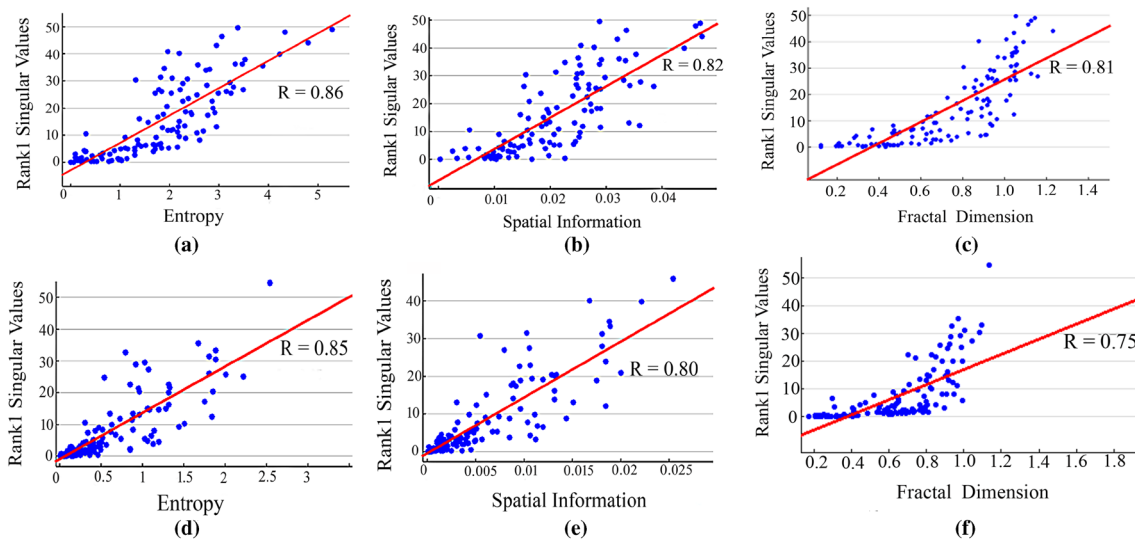 Rank1 Singular Values
50
40
30
20
10
0
R = 0.86
0 1 2 3 4 5
Entropy
(a)
Rank1 Singular Values
50
40
30
20
10
0
R = 0.82
0 0.01 0.02 0.03 0.04
Spatial Information
(b)
Rank1 Singular Values
50
40
30
20
10
0
R = 0.81
0.2 0.4 0.6 0.8 1.0 1.2 1.4
Fractal Dimension
(c)
Rank1 Singular Values
50
40
30
20
10
0
R = 0.85
0 0.5 1 1.5 2 2.5 3
Entropy
(d)
Rank1 Singular Values
40
30
20
10
0
R = 0.80
0 0.005 0.01 0.015 0.02 0.025
Spatial Information
(e)
Rank1 Singular Values
50
40
30
20
10
0
R = 0.75
0.2 0.4 0.6 0.8 1.0 1.2 1.4 1.6 1.8
Fractal Dimension
(f)